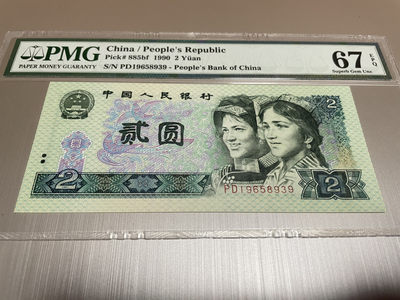 PMG
PAPER MONEY GUARANTY
China / People's Republic
Pick# 885bf 1990 2 Yüan
S/N PD19658939 - People's Bank of China
67 EPQ
Superb Gem Unc
中国人民银行
2
贰圆
PD19658939
2
2